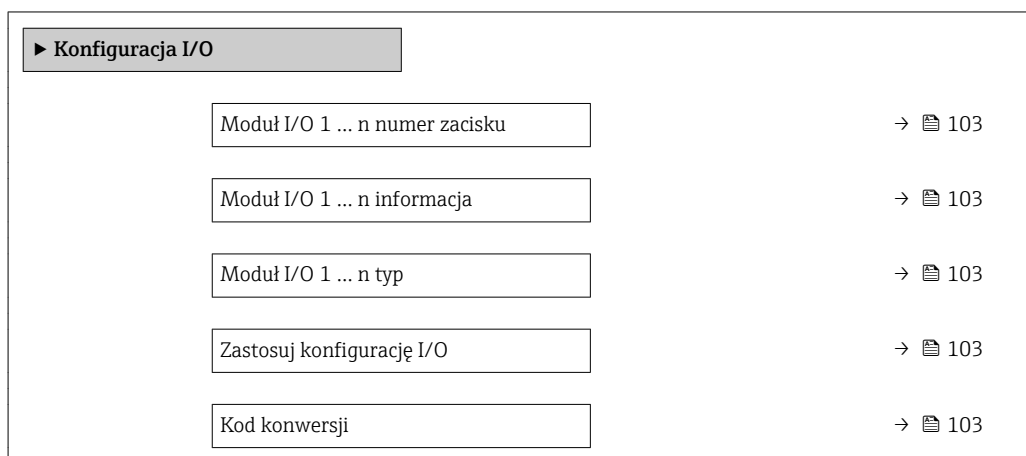 ► Konfiguracja I/O
Moduł I/O 1 … n numer zacisku → 103
Moduł I/O 1 … n informacja → 103
Moduł I/O 1 … n typ → 103
Zastosuj konfigurację I/O → 103
Kod konwersji → 103